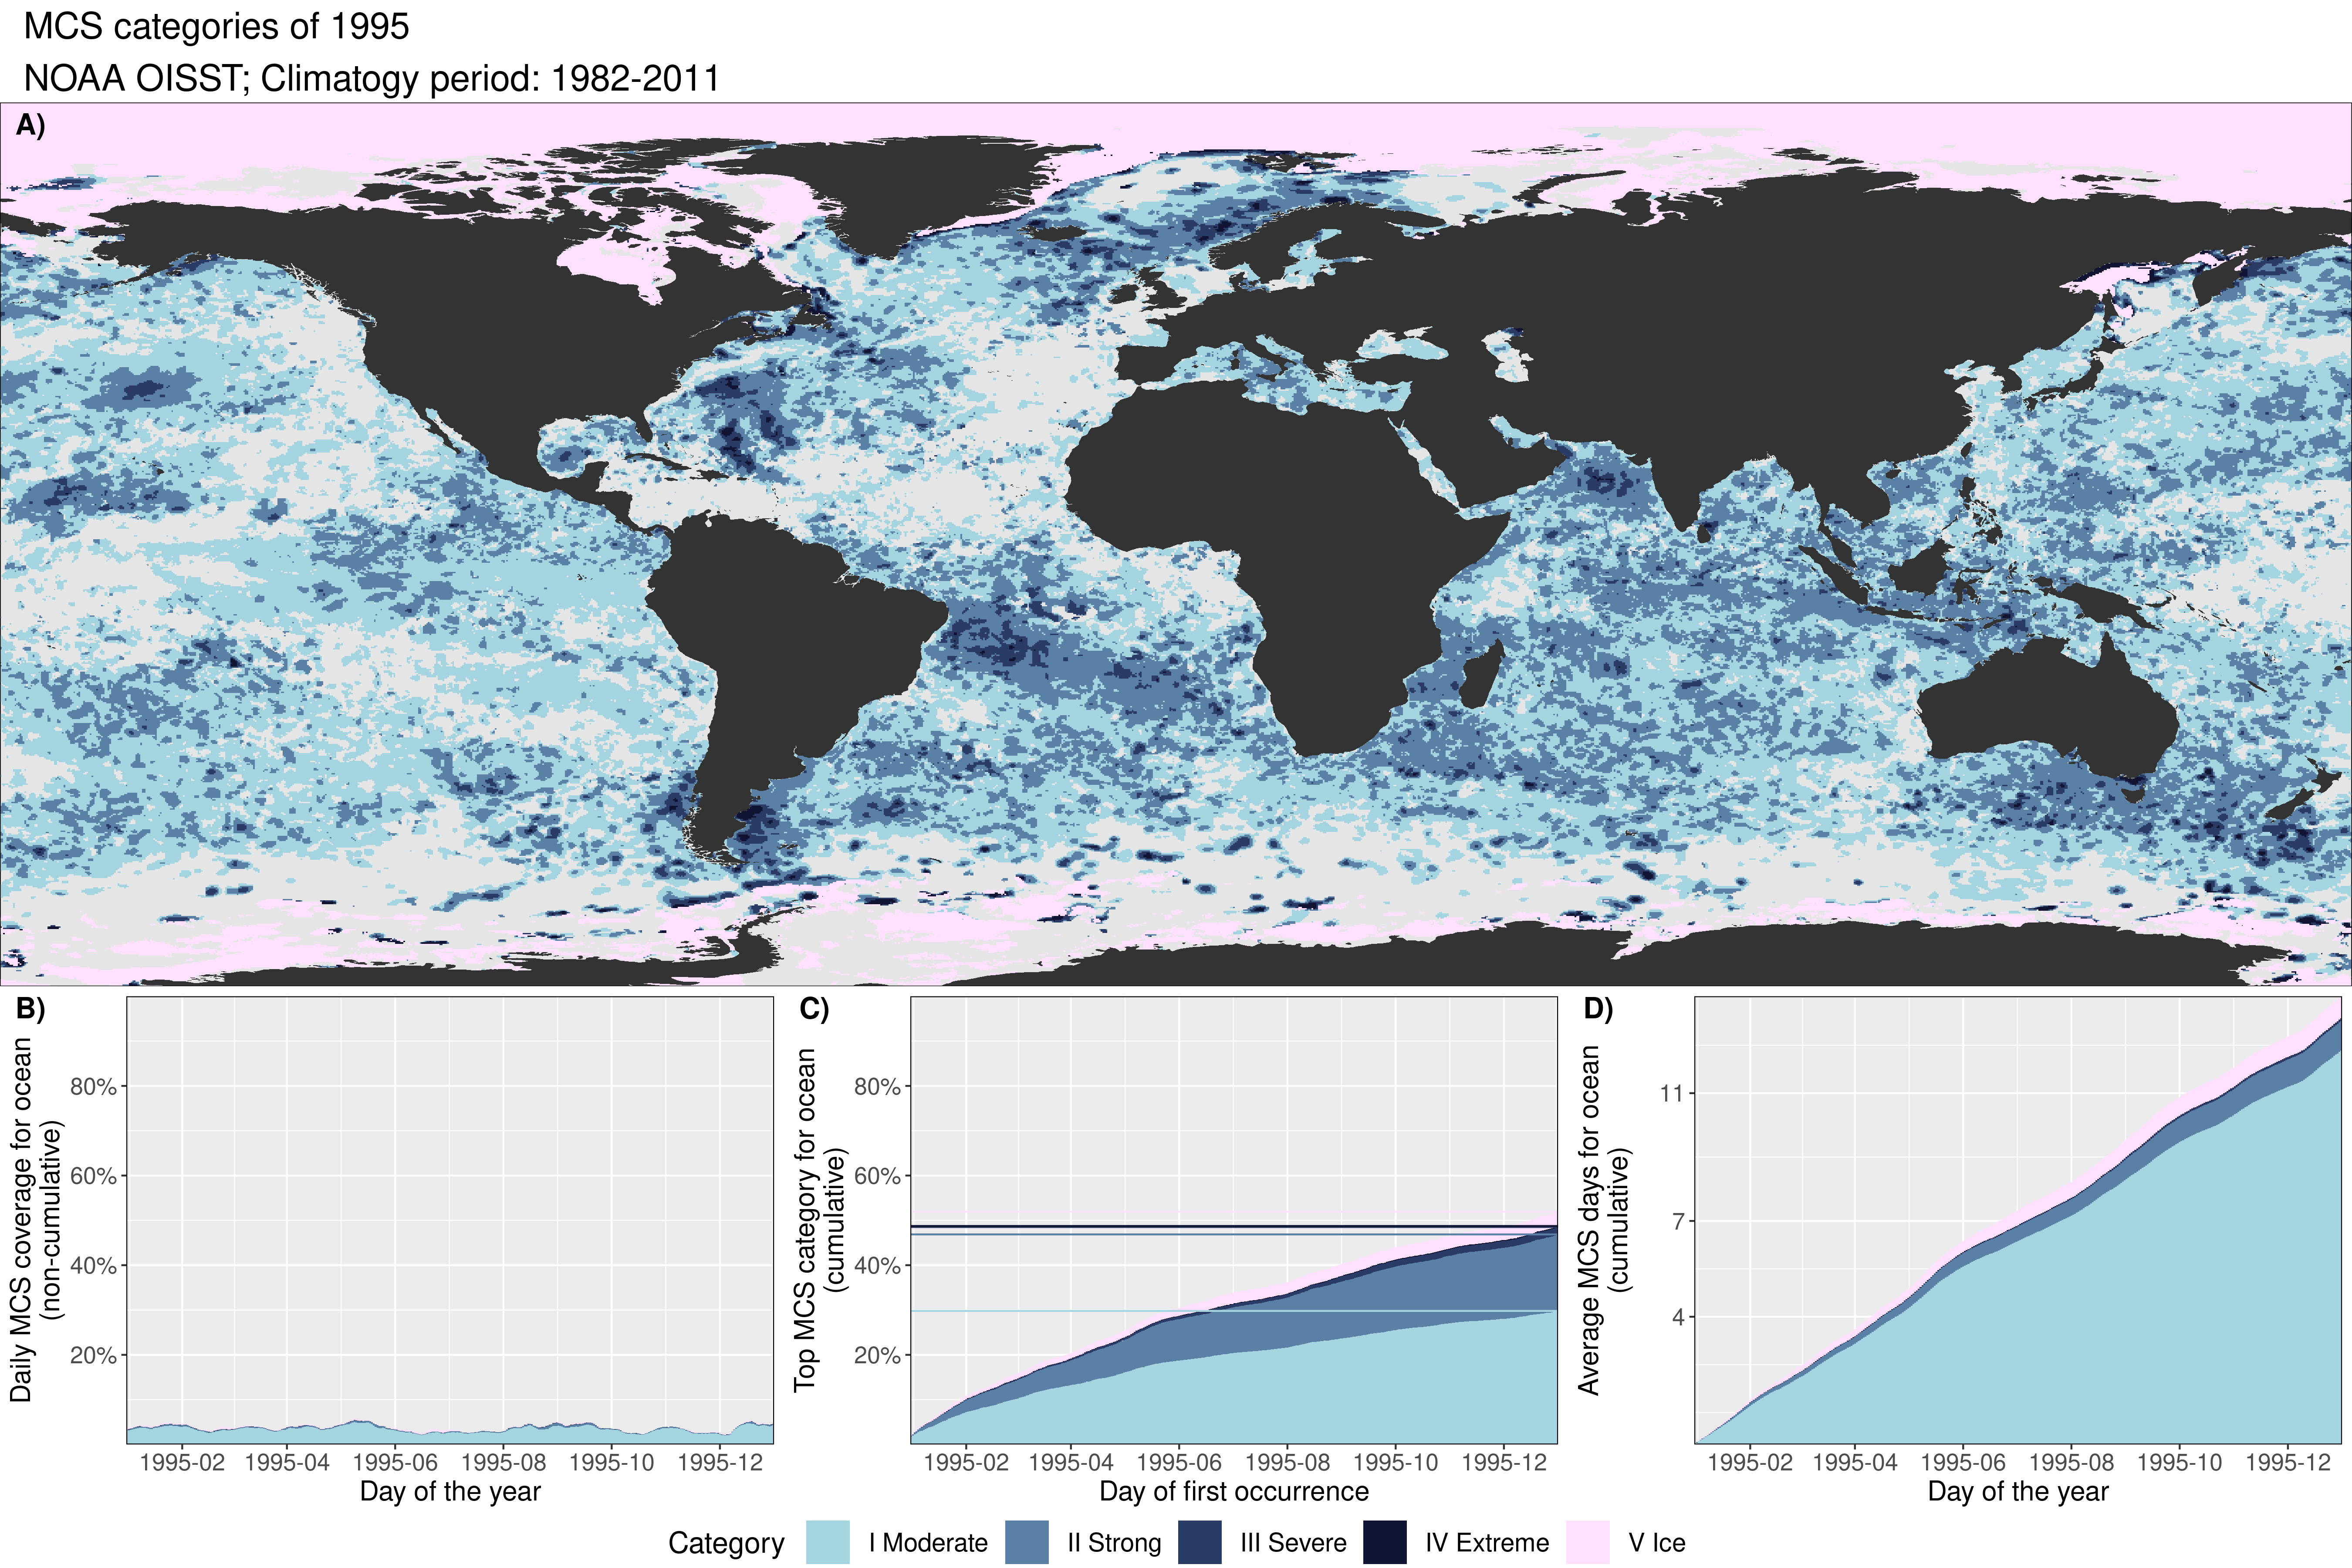 MCS categories of 1995
NOAA OISST; Climatogy period: 1982-2011
A)
B)
Daily MCS coverage for ocean
(non-cumulative)
80%
60%
40%
20%
1995-02 1995-04 1995-06 1995-08 1995-10 1995-12
Day of the year
C)
Top MCS category for ocean
(cumulative)
80%
60%
40%
20%
1995-02 1995-04 1995-06 1995-08 1995-10 1995-12
Day of first occurrence
D)
Average MCS days for ocean
(cumulative)
11
7
4
1995-02 1995-04 1995-06 1995-08 1995-10 1995-12
Day of the year
Category I Moderate II Strong III Severe IV Extreme V Ice